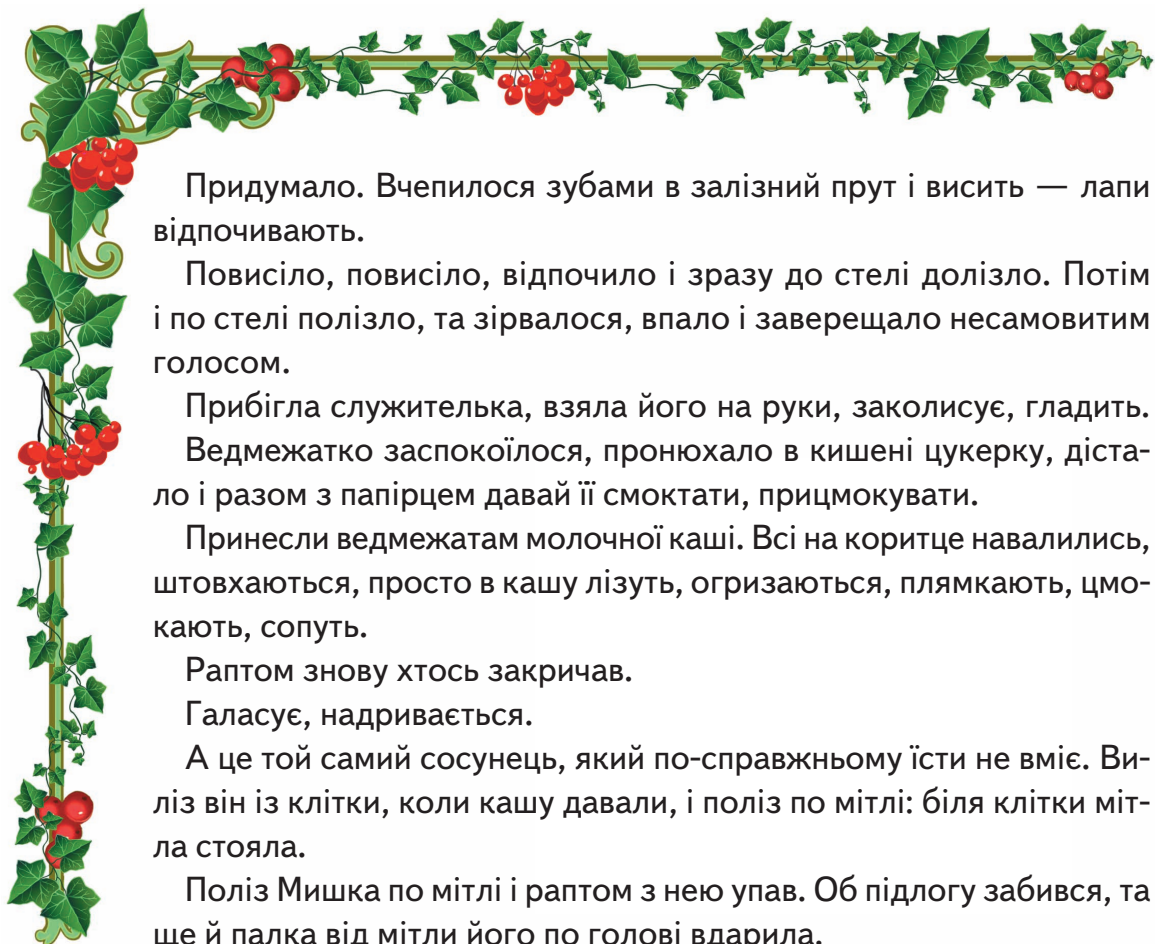 Придумало. Вчепилося зубами в залізний прут і висить — лапи
відпочивають.
Повисіло, повисіло, відпочило і зразу до стелі долізло. Потім
і по стелі полізло, та зірвалося, впало і заверещало несамовитим
голосом.
Прибігла служителька, взяла його на руки, заколисує, гладить.
Ведмежатко заспокоїлося, пронюхало в кишені цукерку, діста-
ло і разом з папірцем давай її смоктати, прицмокувати.
Принесли ведмежатам молочної каші. Всі на коритце навалились,
штовхаються, просто в кашу лізуть, огризаються, плямкають, цмо-
кають, сопуть.
Раптом знову хтось закричав.
Галасує, надривається.
А це той самий сосунець, який по-справжньому їсти не вміє. Ви-
ліз він із клітки, коли кашу давали, і поліз по мітлі: біля клітки міт-
ла стояла.
Поліз Мишка по мітлі і раптом з нею упав. Об підлогу забився, та
ще й палка від мітли його по голові вдарила.